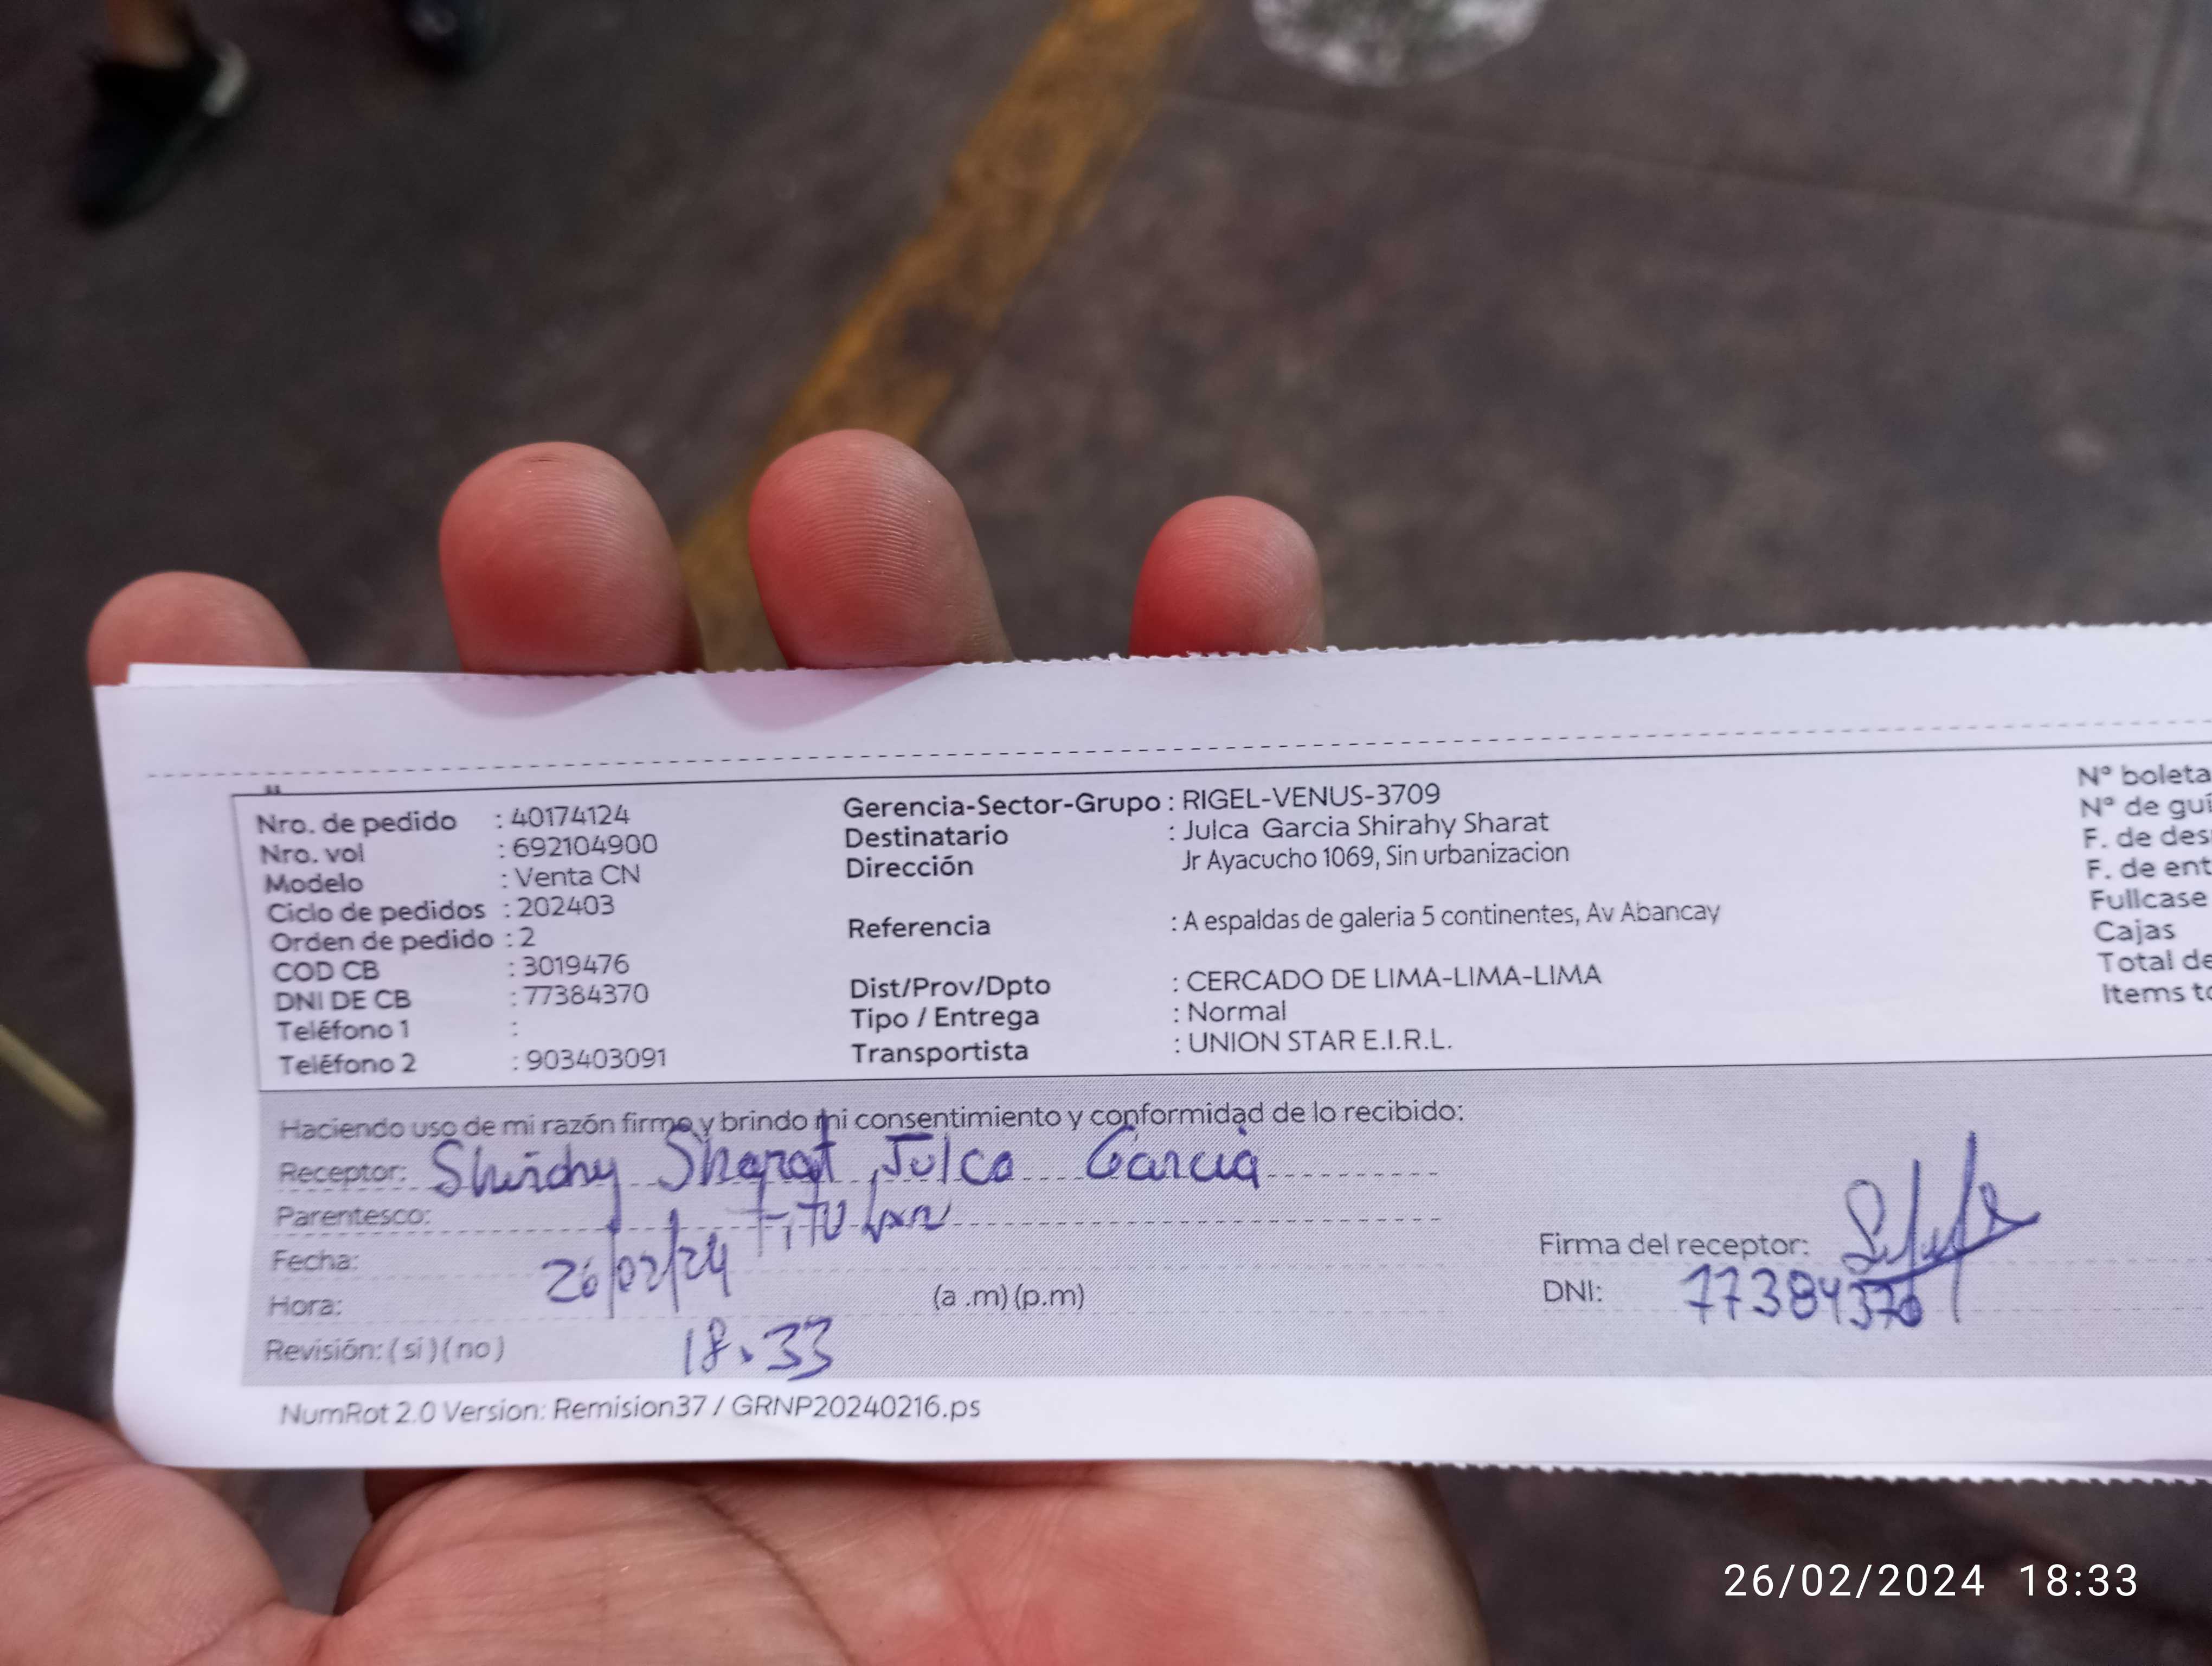 Nro. de pedido : 40174124
Nro. vol : 692104900
Modelo : Venta CN
Ciclo de pedidos : 202403
Orden de pedido : 2
COD CB : 3019476
DNI DE CB : 77384370
Teléfono 1 :
Teléfono 2 : 903403091
Gerencia-Sector-Grupo : RIGEL-VENUS-3709
Destinatario : Julca Garcia Shirahy Sharat
Dirección Jr Ayacucho 1069, Sin urbanizacion
Referencia : A espaldas de galeria 5 continentes, Av Abancay
Dist/Prov/Dpto : CERCADO DE LIMA-LIMA-LIMA
Tipo / Entrega : Normal
Transportista : UNION STAR E.I.R.L.
N° boleta
N° de guí
F. de des
F. de ent
Fullcase
Cajas
Total de
Items to
Haciendo uso de mi razón firmo y brindo mi consentimiento y conformidad de lo recibido:
Receptor: Sharat Julca Garcia
Parentesco: Titular
Fecha: 26/02/24
Hora: 18:33 (a .m) (p.m)
Revisión: ( si ) ( no )
Firma del receptor:
DNI: 77384370
NumRot 2.0 Version: Remision37 / GRNP20240216.ps
26/02/2024 18:33